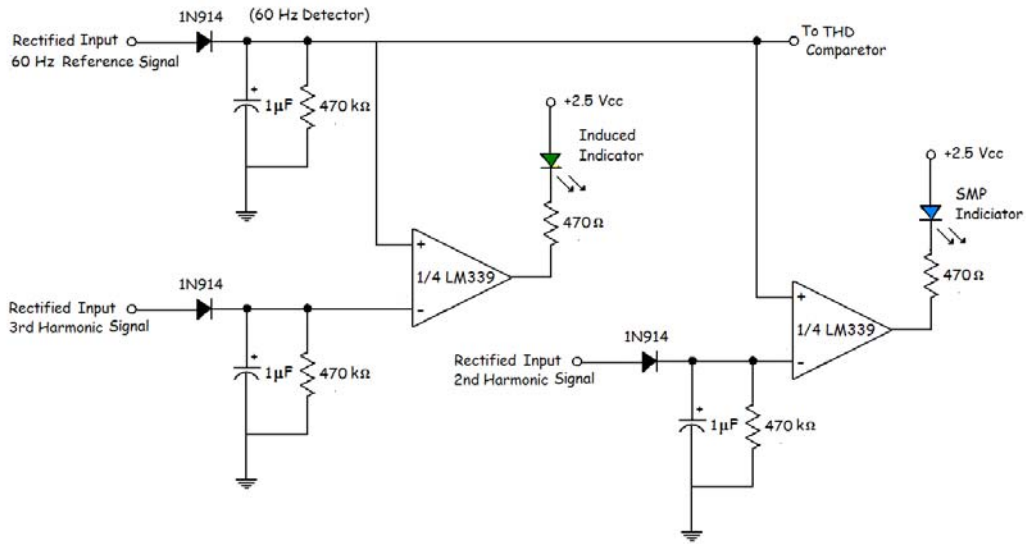 1N914
(60 Hz Detector)
Rectified Input
60 Hz Reference Signal
To THD
Comparetor
+
1µF
470 kΩ
+2.5 Vcc
Induced
Indicator
470 Ω
+2.5 Vcc
SMP
Indiciator
470 Ω
+
1/4 LM339
-
1N914
Rectified Input
3rd Harmonic Signal
+
1µF
470 kΩ
+
1/4 LM339
-
1N914
Rectified Input
2nd Harmonic Signal
+
1µF
470 kΩ